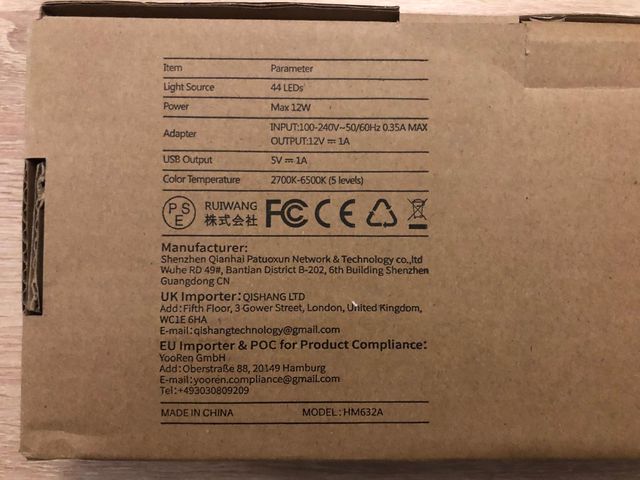 Item Parameter
Light Source 44 LEDs
Power Max 12W
Adapter INPUT:100-240V~50/60Hz 0.35A MAX
OUTPUT:12V ⎓ 1A
USB Output 5V ⎓ 1A
Color Temperature 2700K-6500K (5 levels)
PSE RUIWANG FC CE
株式会社
Manufacturer:
Shenzhen Qianhai Patuoxun Network & Technology co.,ltd
Wuhe RD 49#, Bantian District B-202, 6th Building Shenzhen
Guangdong CN
UK Importer: QISHANG LTD
Add: Fifth Floor, 3 Gower Street, London, United Kingdom,
WC1E 6HA
E-mail: qishangtechnology@gmail.com
EU Importer & POC for Product Compliance:
YooRen GmbH
Add: Oberstraße 88, 20149 Hamburg
E-mail: yooren.compliance@gmail.com
Tel: +493030809209
MADE IN CHINA MODEL: HM632A